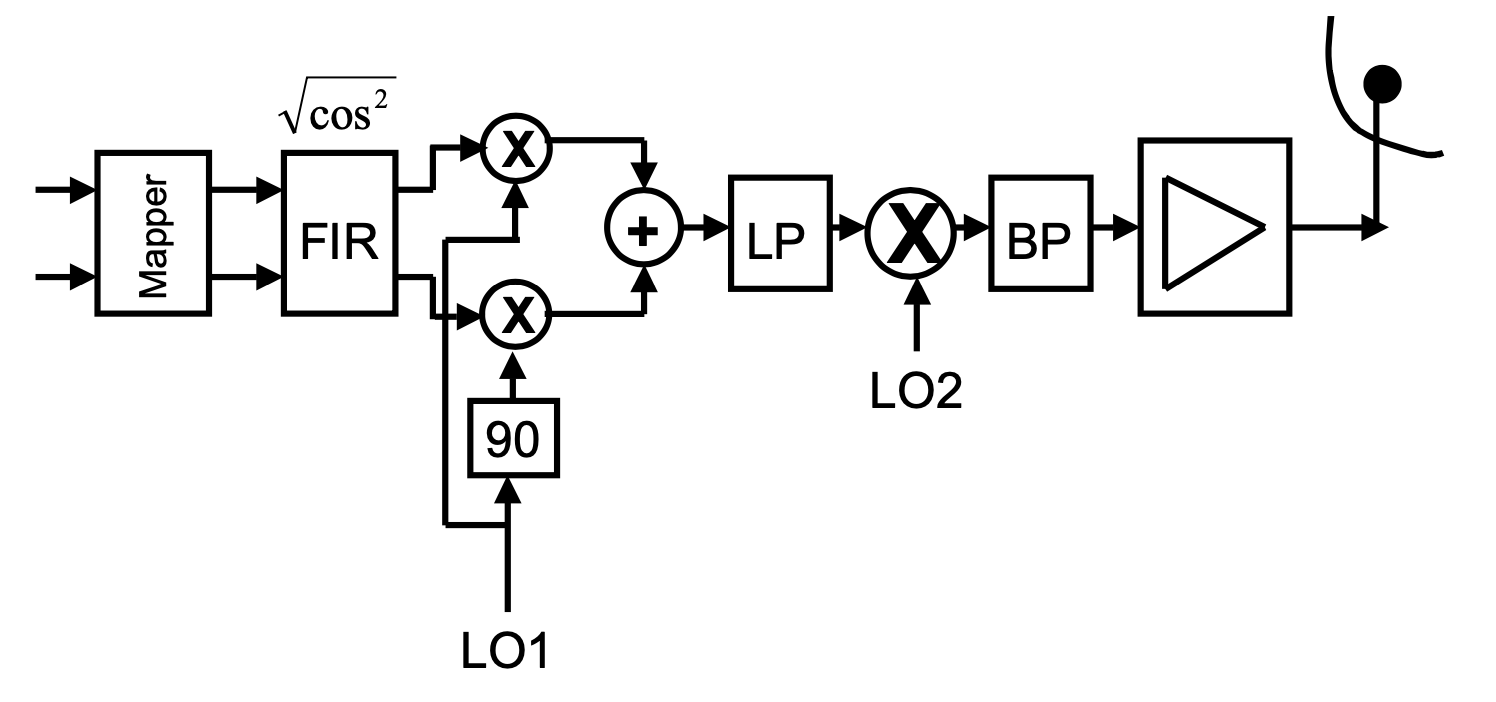 √cos²
Mapper
FIR
X
X
+
90
LO1
LP
X
LO2
BP